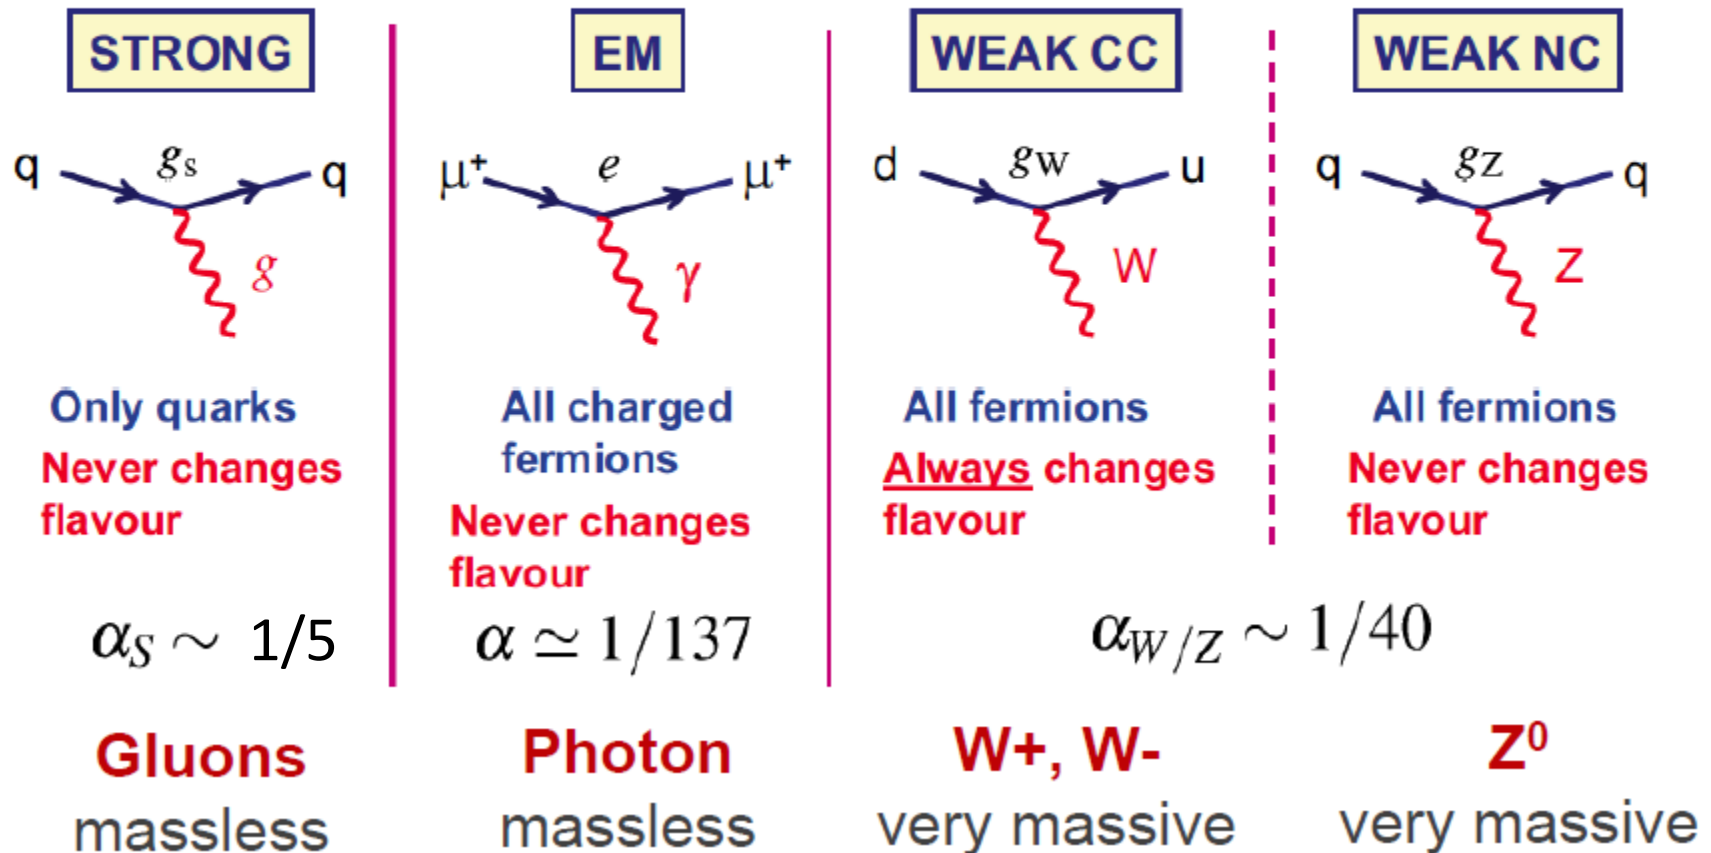 STRONG
EM
WEAK CC
WEAK NC
q gs q
g
μ+ e μ+
γ
d gW u
W
q gZ q
Z
Only quarks
Never changes
flavour
All charged
fermions
Never changes
flavour
All fermions
Always changes
flavour
All fermions
Never changes
flavour
αS ~ 1/5
α ≃ 1/137
αW/Z ~ 1/40
Gluons
massless
Photon
massless
W+, W-
very massive
Z⁰
very massive